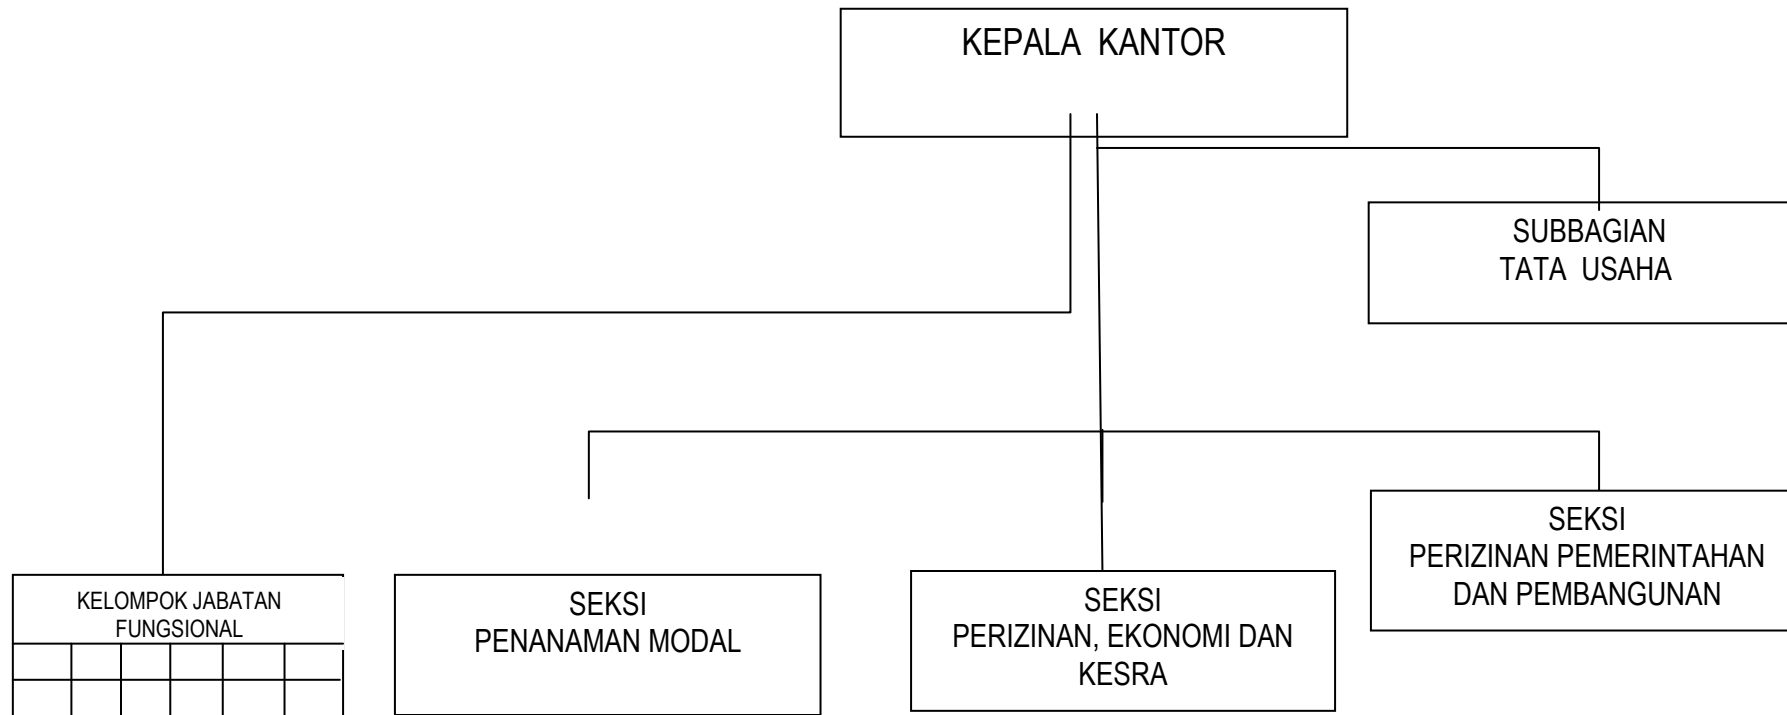 KEPALA KANTOR
SUBBAGIAN
TATA USAHA
KELOMPOK JABATAN
FUNGSIONAL
SEKSI
PENANAMAN MODAL
SEKSI
PERIZINAN, EKONOMI DAN
KESRA
SEKSI
PERIZINAN PEMERINTAHAN
DAN PEMBANGUNAN